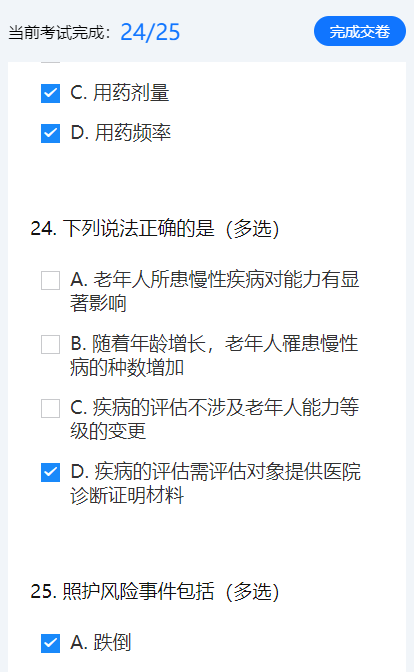 当前考试完成：24/25
完成交卷
C. 用药剂量
D. 用药频率
24. 下列说法正确的是（多选）
A. 老年人所患慢性疾病对能力有显
著影响
B. 随着年龄增长，老年人罹患慢性
病的种数增加
C. 疾病的评估不涉及老年人能力等
级的变更
D. 疾病的评估需评估对象提供医院
诊断证明材料
25. 照护风险事件包括（多选）
A. 跌倒